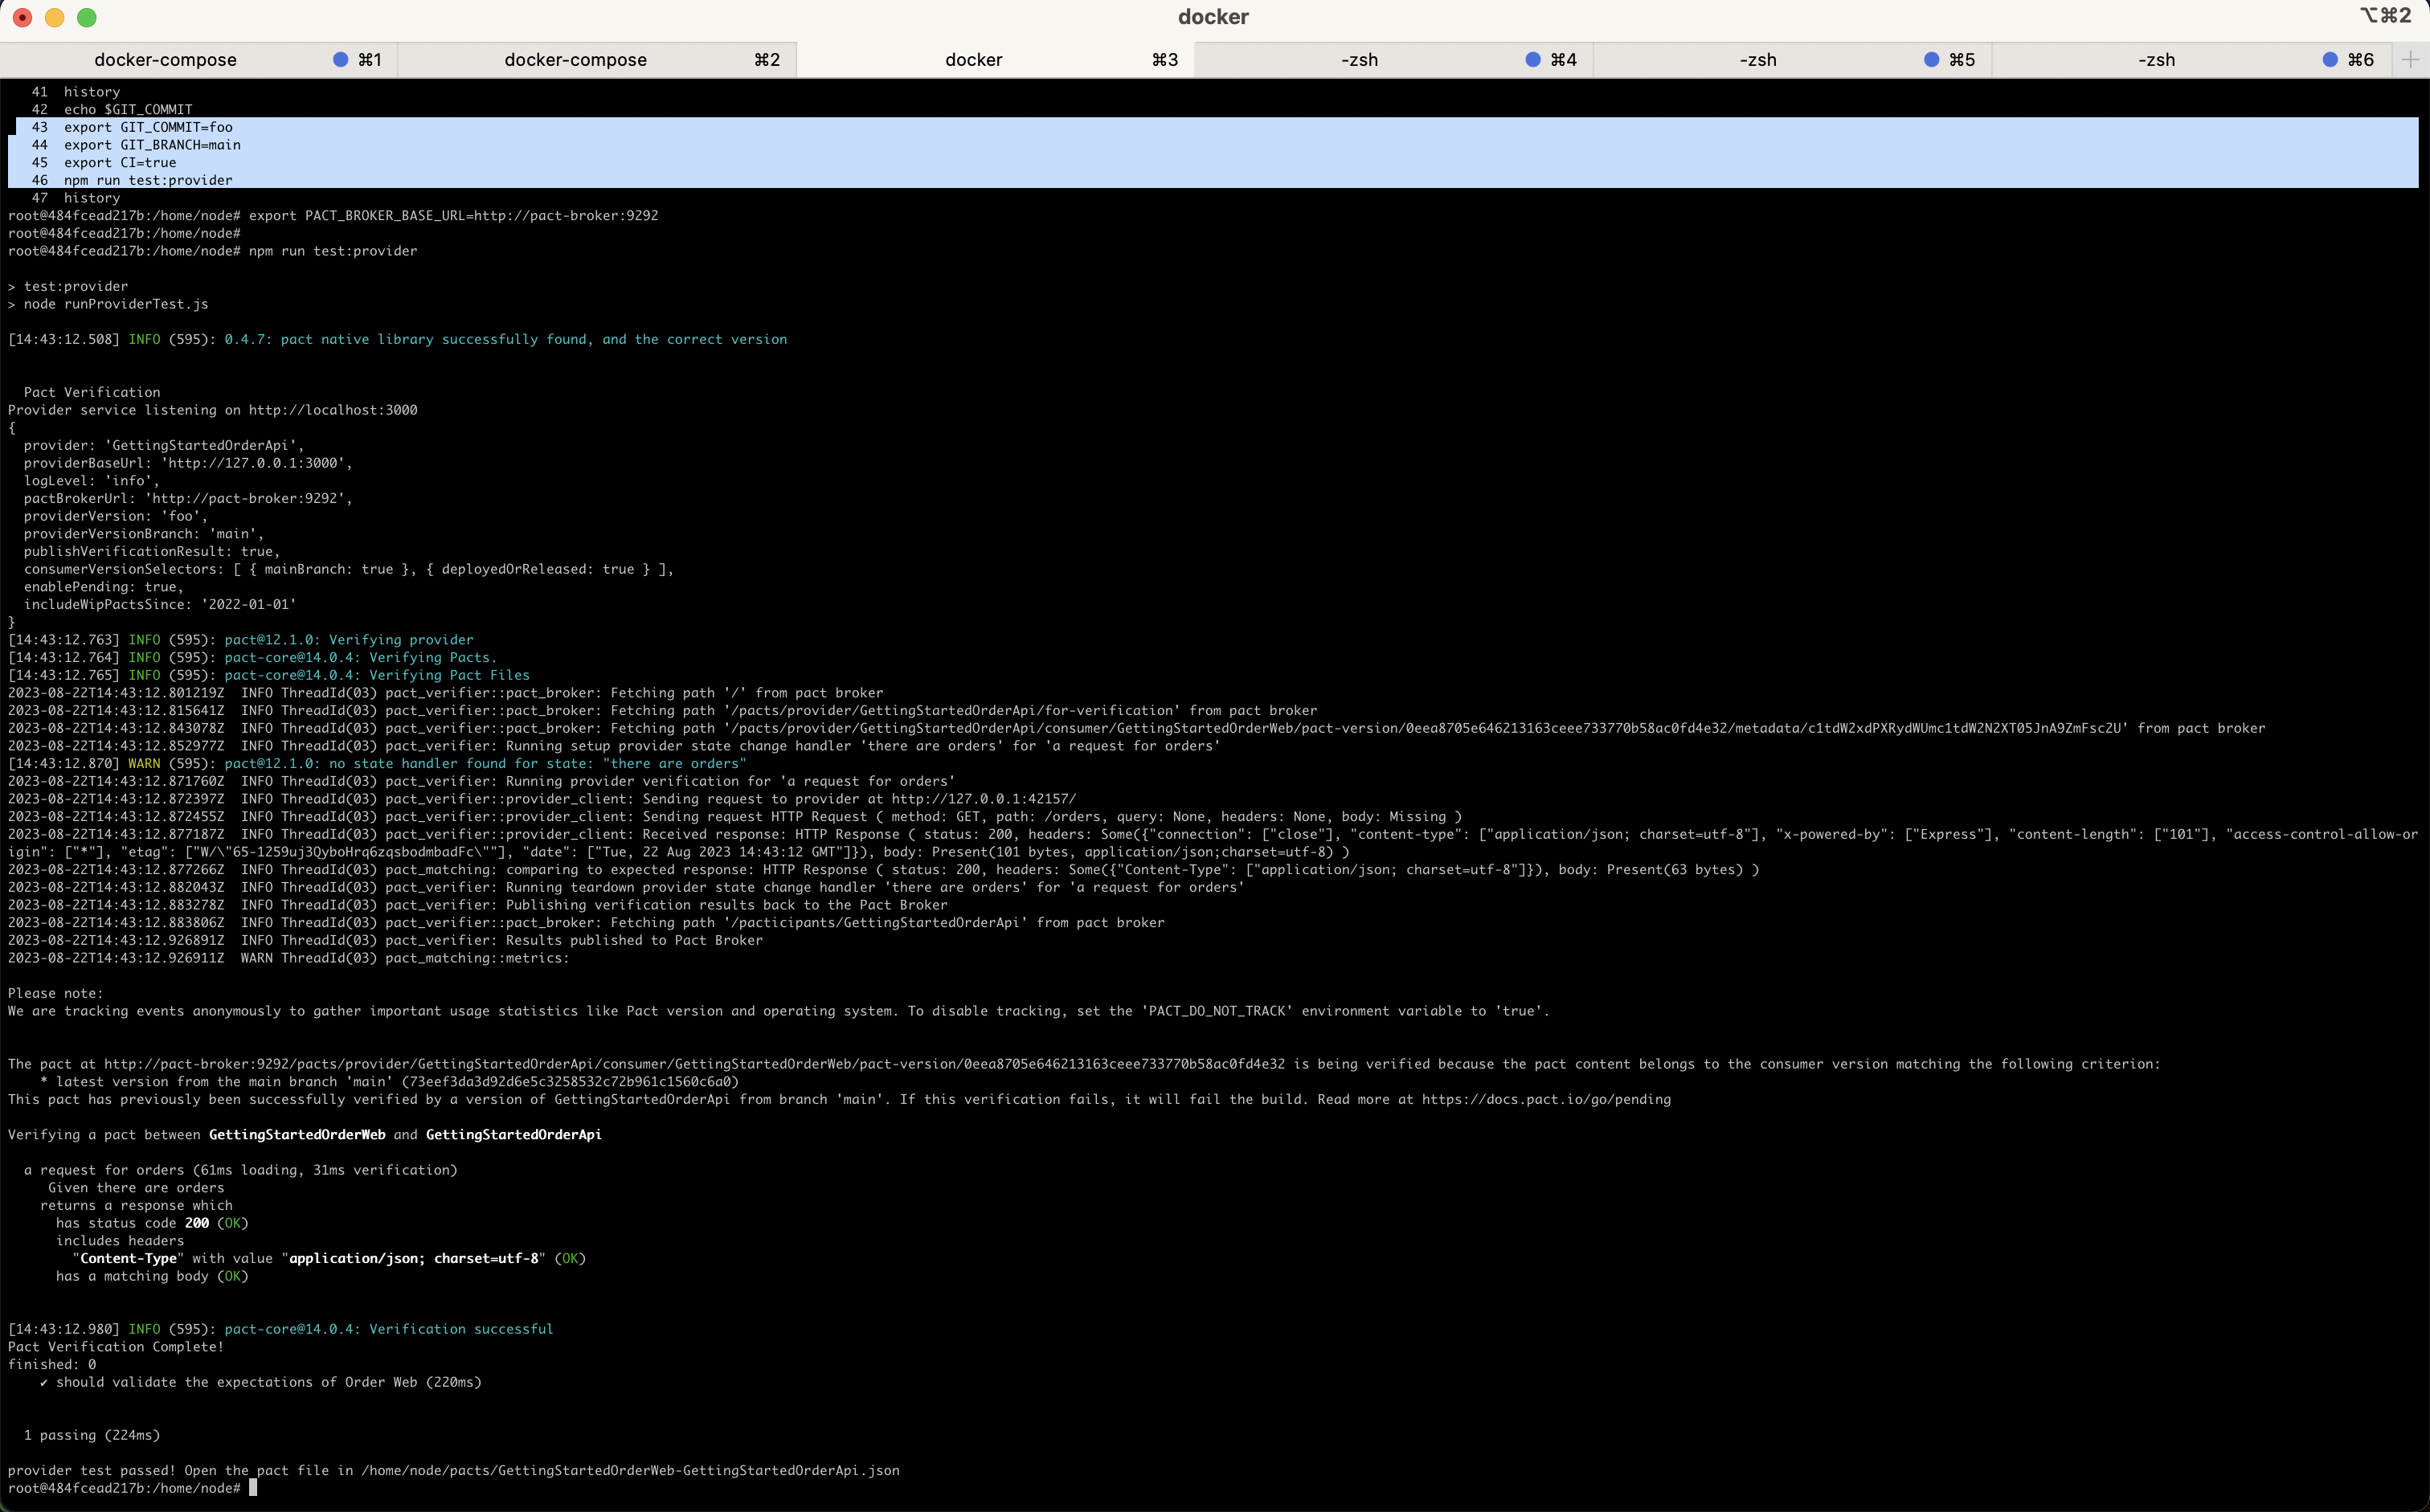 docker
⌥⌘2
docker-compose ⌘1 docker-compose ⌘2 docker ⌘3 -zsh ⌘4 -zsh ⌘5 -zsh ⌘6
41  history
42  echo $GIT_COMMIT
43  export GIT_COMMIT=foo
44  export GIT_BRANCH=main
45  export CI=true
46  npm run test:provider
47  history
root@484fcead217b:/home/node# export PACT_BROKER_BASE_URL=http://pact-broker:9292
root@484fcead217b:/home/node#
root@484fcead217b:/home/node# npm run test:provider
> test:provider
> node runProviderTest.js
[14:43:12.508] INFO (595): 0.4.7: pact native library successfully found, and the correct version
Pact Verification
Provider service listening on http://localhost:3000
{
provider: 'GettingStartedOrderApi',
providerBaseUrl: 'http://127.0.0.1:3000',
logLevel: 'info',
pactBrokerUrl: 'http://pact-broker:9292',
providerVersion: 'foo',
providerVersionBranch: 'main',
publishVerificationResult: true,
consumerVersionSelectors: [ { mainBranch: true }, { deployedOrReleased: true } ],
enablePending: true,
includeWipPactsSince: '2022-01-01'
}
[14:43:12.763] INFO (595): pact@12.1.0: Verifying provider
[14:43:12.764] INFO (595): pact-core@14.0.4: Verifying Pacts.
[14:43:12.765] INFO (595): pact-core@14.0.4: Verifying Pact Files
2023-08-22T14:43:12.801219Z  INFO ThreadId(03) pact_verifier::pact_broker: Fetching path '/' from pact broker
2023-08-22T14:43:12.815641Z  INFO ThreadId(03) pact_verifier::pact_broker: Fetching path '/pacts/provider/GettingStartedOrderApi/for-verification' from pact broker
2023-08-22T14:43:12.843078Z  INFO ThreadId(03) pact_verifier::pact_broker: Fetching path '/pacts/provider/GettingStartedOrderApi/consumer/GettingStartedOrderWeb/pact-version/0eea8705e646213163ceee733770b58ac0fd4e32/metadata/c1tdW2xdPXRydWUmc1tdW2N2XT05JnA9ZmFsc2U' from pact broker
2023-08-22T14:43:12.852977Z  INFO ThreadId(03) pact_verifier: Running setup provider state change handler 'there are orders' for 'a request for orders'
[14:43:12.870] WARN (595): pact@12.1.0: no state handler found for state: "there are orders"
2023-08-22T14:43:12.871760Z  INFO ThreadId(03) pact_verifier: Running provider verification for 'a request for orders'
2023-08-22T14:43:12.872397Z  INFO ThreadId(03) pact_verifier::provider_client: Sending request to provider at http://127.0.0.1:42157/
2023-08-22T14:43:12.872455Z  INFO ThreadId(03) pact_verifier::provider_client: Sending request HTTP Request ( method: GET, path: /orders, query: None, headers: None, body: Missing )
2023-08-22T14:43:12.877187Z  INFO ThreadId(03) pact_verifier::provider_client: Received response: HTTP Response ( status: 200, headers: Some({"connection": ["close"], "content-type": ["application/json; charset=utf-8"], "x-powered-by": ["Express"], "content-length": ["101"], "access-control-allow-or
igin": ["*"], "etag": ["W/\"65-1259uj3QyboHrq6zqsbodmbadFc\""], "date": ["Tue, 22 Aug 2023 14:43:12 GMT"]}), body: Present(101 bytes, application/json;charset=utf-8) )
2023-08-22T14:43:12.877266Z  INFO ThreadId(03) pact_matching: comparing to expected response: HTTP Response ( status: 200, headers: Some({"Content-Type": ["application/json; charset=utf-8"]}), body: Present(63 bytes) )
2023-08-22T14:43:12.882043Z  INFO ThreadId(03) pact_verifier: Running teardown provider state change handler 'there are orders' for 'a request for orders'
2023-08-22T14:43:12.883278Z  INFO ThreadId(03) pact_verifier: Publishing verification results back to the Pact Broker
2023-08-22T14:43:12.883806Z  INFO ThreadId(03) pact_verifier::pact_broker: Fetching path '/pacticipants/GettingStartedOrderApi' from pact broker
2023-08-22T14:43:12.926891Z  INFO ThreadId(03) pact_verifier: Results published to Pact Broker
2023-08-22T14:43:12.926911Z  WARN ThreadId(03) pact_matching::metrics:
Please note:
We are tracking events anonymously to gather important usage statistics like Pact version and operating system. To disable tracking, set the 'PACT_DO_NOT_TRACK' environment variable to 'true'.
The pact at http://pact-broker:9292/pacts/provider/GettingStartedOrderApi/consumer/GettingStartedOrderWeb/pact-version/0eea8705e646213163ceee733770b58ac0fd4e32 is being verified because the pact content belongs to the consumer version matching the following criterion:
* latest version from the main branch 'main' (73eef3da3d92d6e5c3258532c72b961c1560c6a0)
This pact has previously been successfully verified by a version of GettingStartedOrderApi from branch 'main'. If this verification fails, it will fail the build. Read more at https://docs.pact.io/go/pending
Verifying a pact between GettingStartedOrderWeb and GettingStartedOrderApi
a request for orders (61ms loading, 31ms verification)
Given there are orders
returns a response which
has status code 200 (OK)
includes headers
"Content-Type" with value "application/json; charset=utf-8" (OK)
has a matching body (OK)
[14:43:12.980] INFO (595): pact-core@14.0.4: Verification successful
Pact Verification Complete!
finished: 0
✔ should validate the expectations of Order Web (220ms)
1 passing (224ms)
provider test passed! Open the pact file in /home/node/pacts/GettingStartedOrderWeb-GettingStartedOrderApi.json
root@484fcead217b:/home/node#